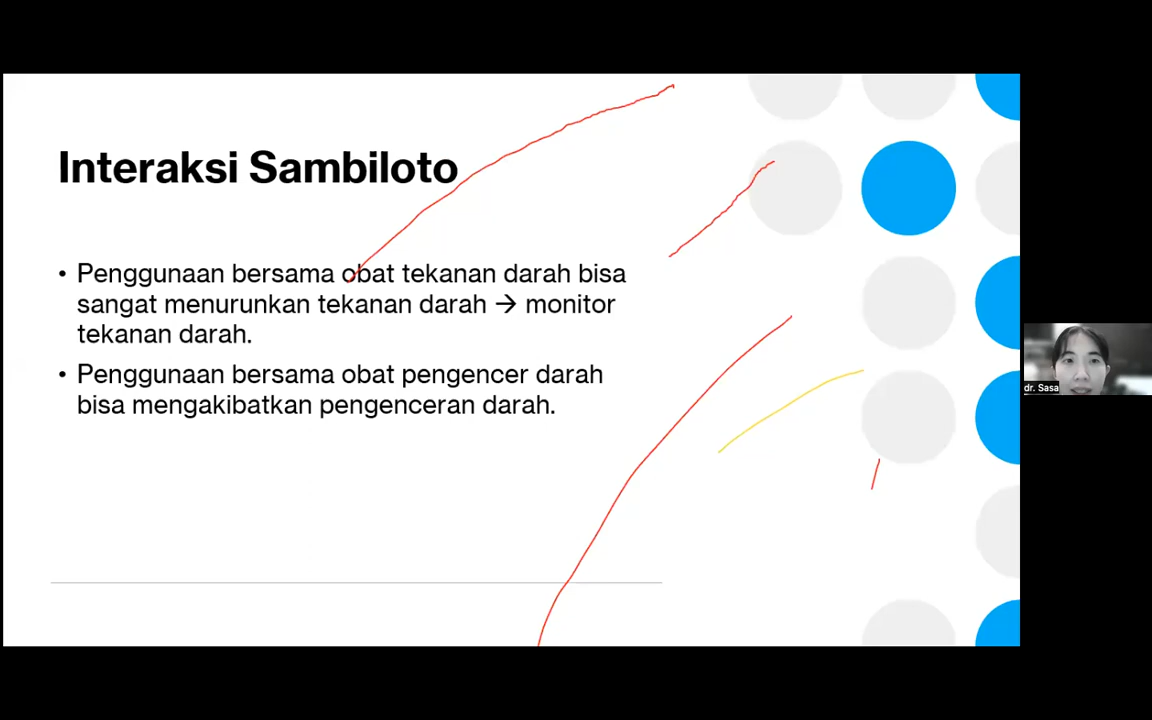 Interaksi Sambiloto
• Penggunaan bersama obat tekanan darah bisa
sangat menurunkan tekanan darah → monitor
tekanan darah.
• Penggunaan bersama obat pengencer darah
bisa mengakibatkan pengenceran darah.
dr. Sasa